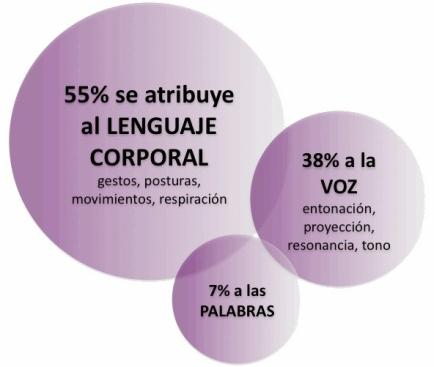 55% se atribuye
al LENGUAJE
CORPORAL
gestos, posturas,
movimientos, respiración
38% a la
VOZ
entonación,
proyección,
resonancia, tono
7% a las
PALABRAS